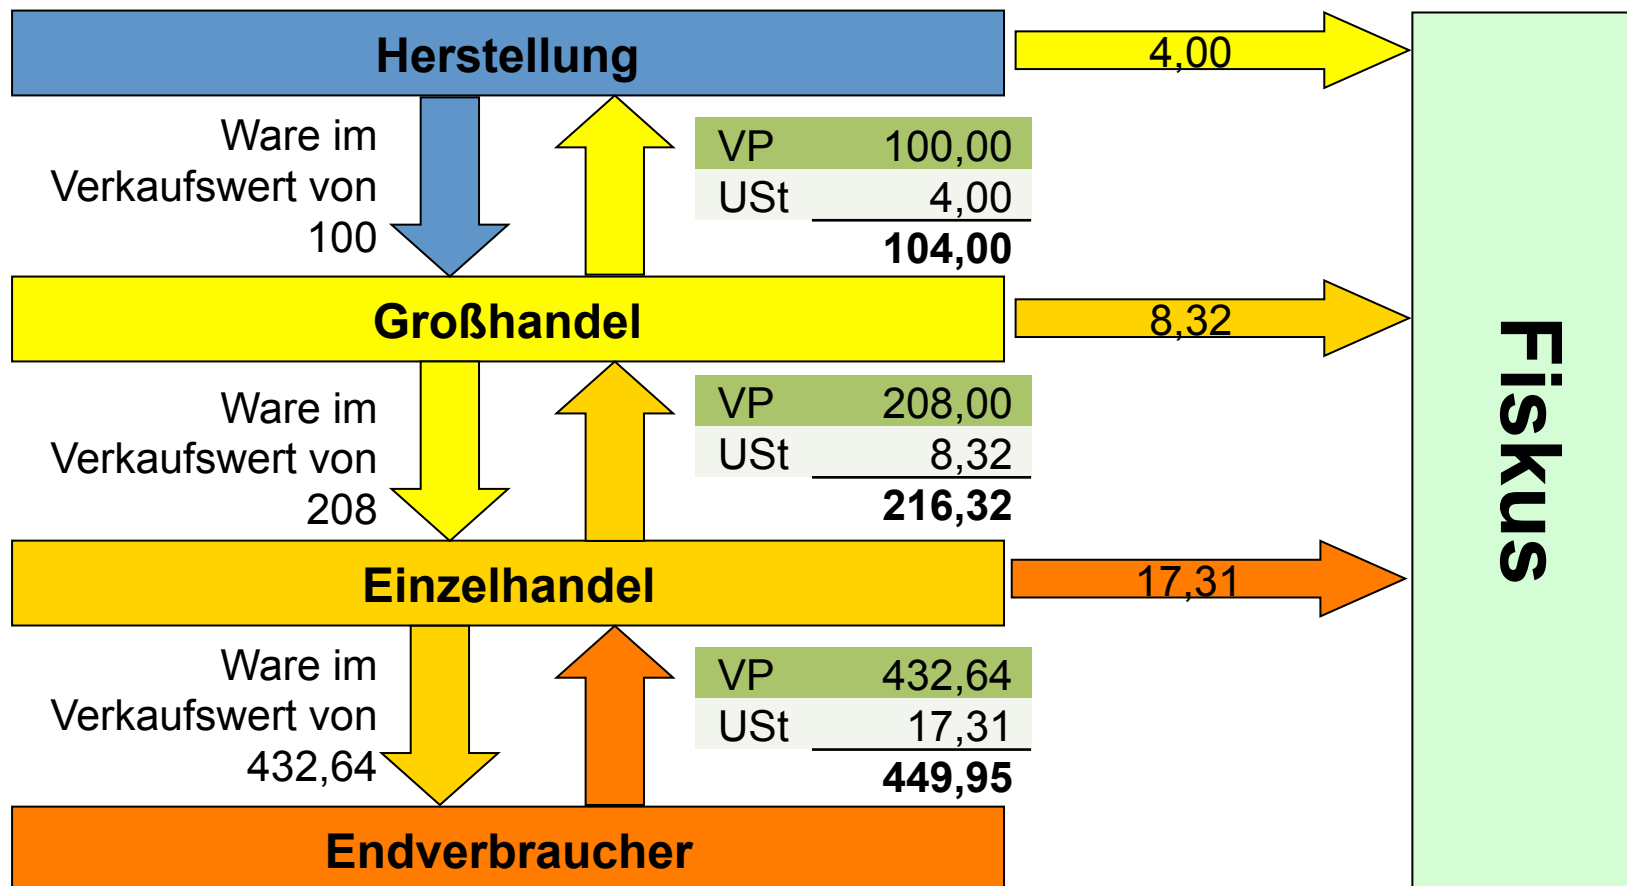 Herstellung
4,00
Ware im
Verkaufswert von
100
VP 100,00
USt 4,00
104,00
Großhandel
8,32
Ware im
Verkaufswert von
208
VP 208,00
USt 8,32
216,32
Einzelhandel
17,31
Ware im
Verkaufswert von
432,64
VP 432,64
USt 17,31
449,95
Endverbraucher
Fiskus